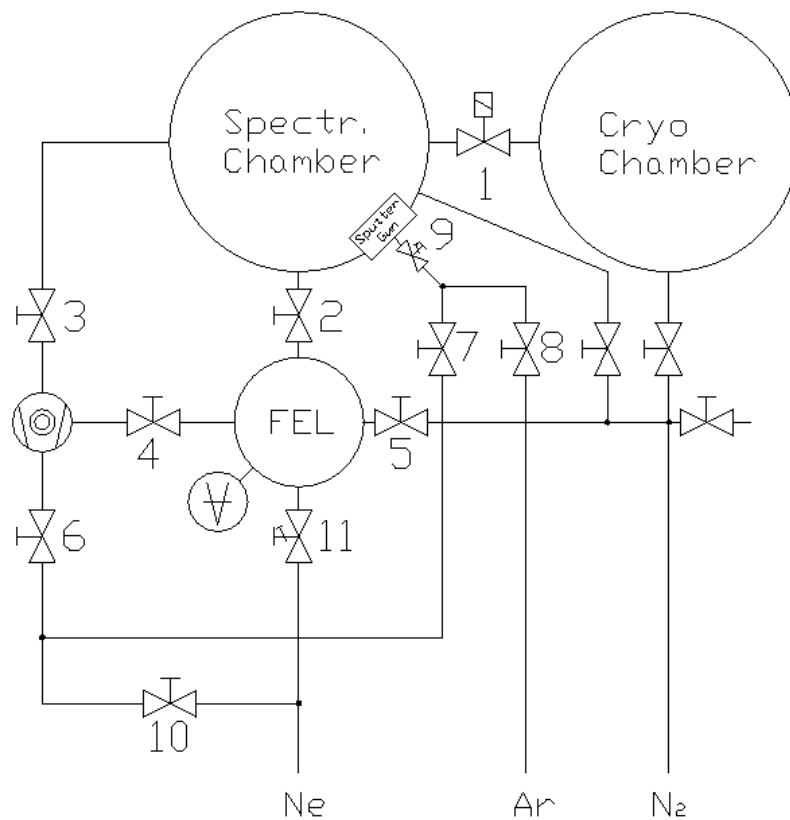 Spectr.
Chamber
Cryo
Chamber
1
Sputter
Gun
9
3
2
7
8
FEL
4
5
6
11
10
Ne
Ar
N₂